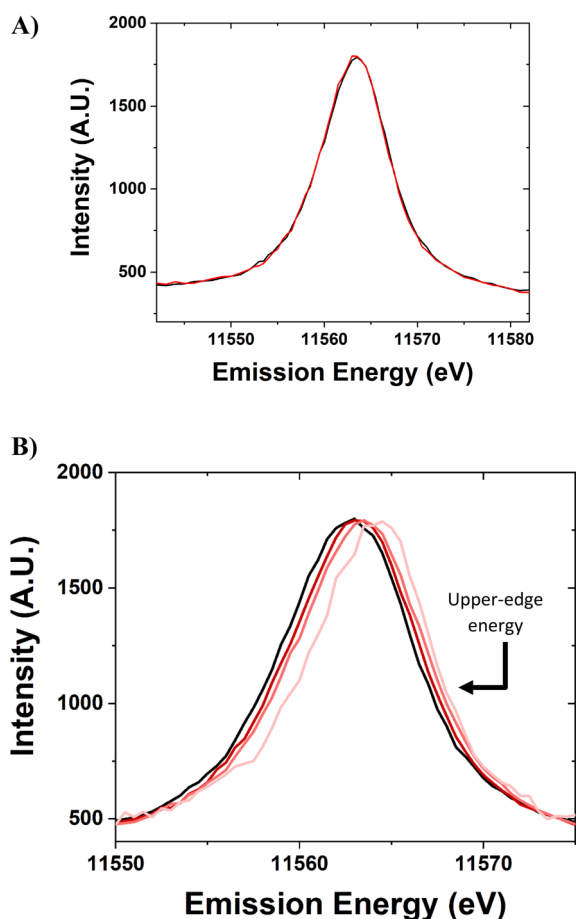 A)
2000
1500
1000
500
Intensity (A.U.)
11550
11560
11570
11580
Emission Energy (eV)
B)
2000
1500
1000
500
Intensity (A.U.)
Upper-edge
energy
11550
11560
11570
Emission Energy (eV)